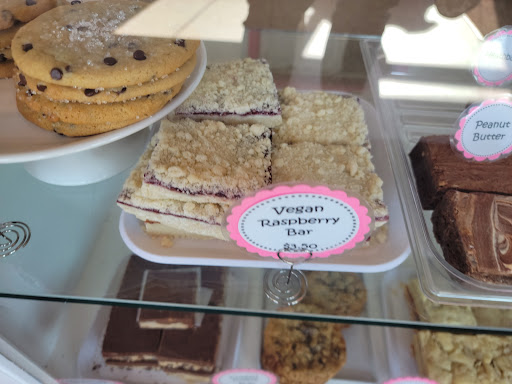 Vegan
Raspberry
Bar
$3.50
Peanut
Butter